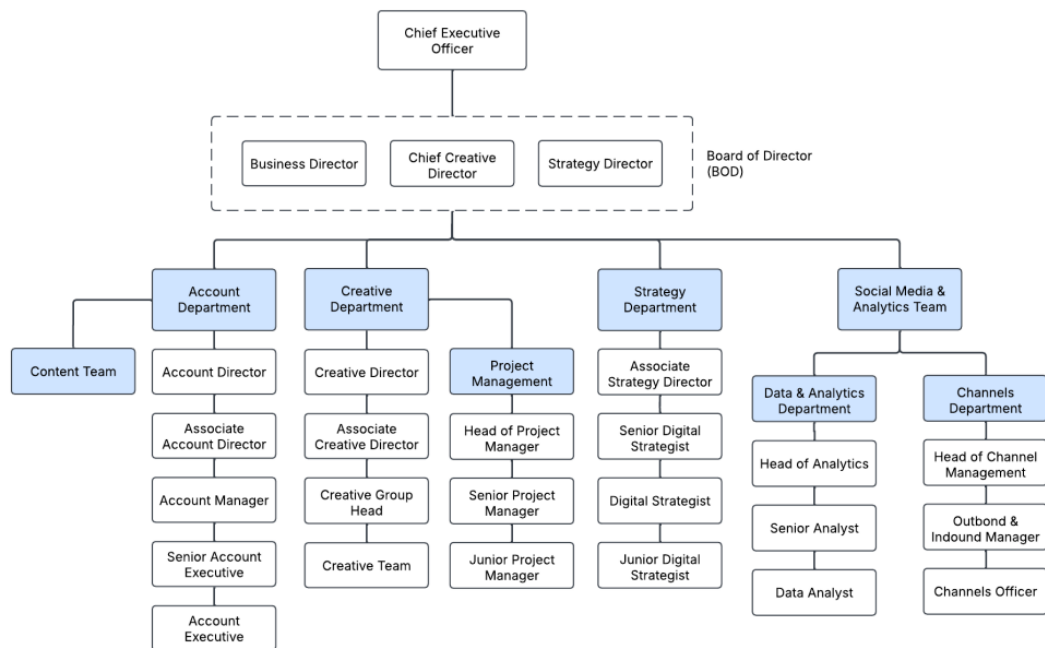 Chief Executive
Officer
Business Director
Chief Creative
Director
Strategy Director
Board of Director
(BOD)
Account
Department
Creative
Department
Strategy
Department
Social Media &
Analytics Team
Content Team
Account Director
Associate
Account Director
Account Manager
Senior Account
Executive
Account
Executive
Creative Director
Associate
Creative Director
Creative Group
Head
Creative Team
Project
Management
Head of Project
Manager
Senior Project
Manager
Junior Project
Manager
Associate
Strategy Director
Senior Digital
Strategist
Digital Strategist
Junior Digital
Strategist
Data & Analytics
Department
Head of Analytics
Senior Analyst
Data Analyst
Channels
Department
Head of Channel
Management
Outbond &
Indound Manager
Channels Officer